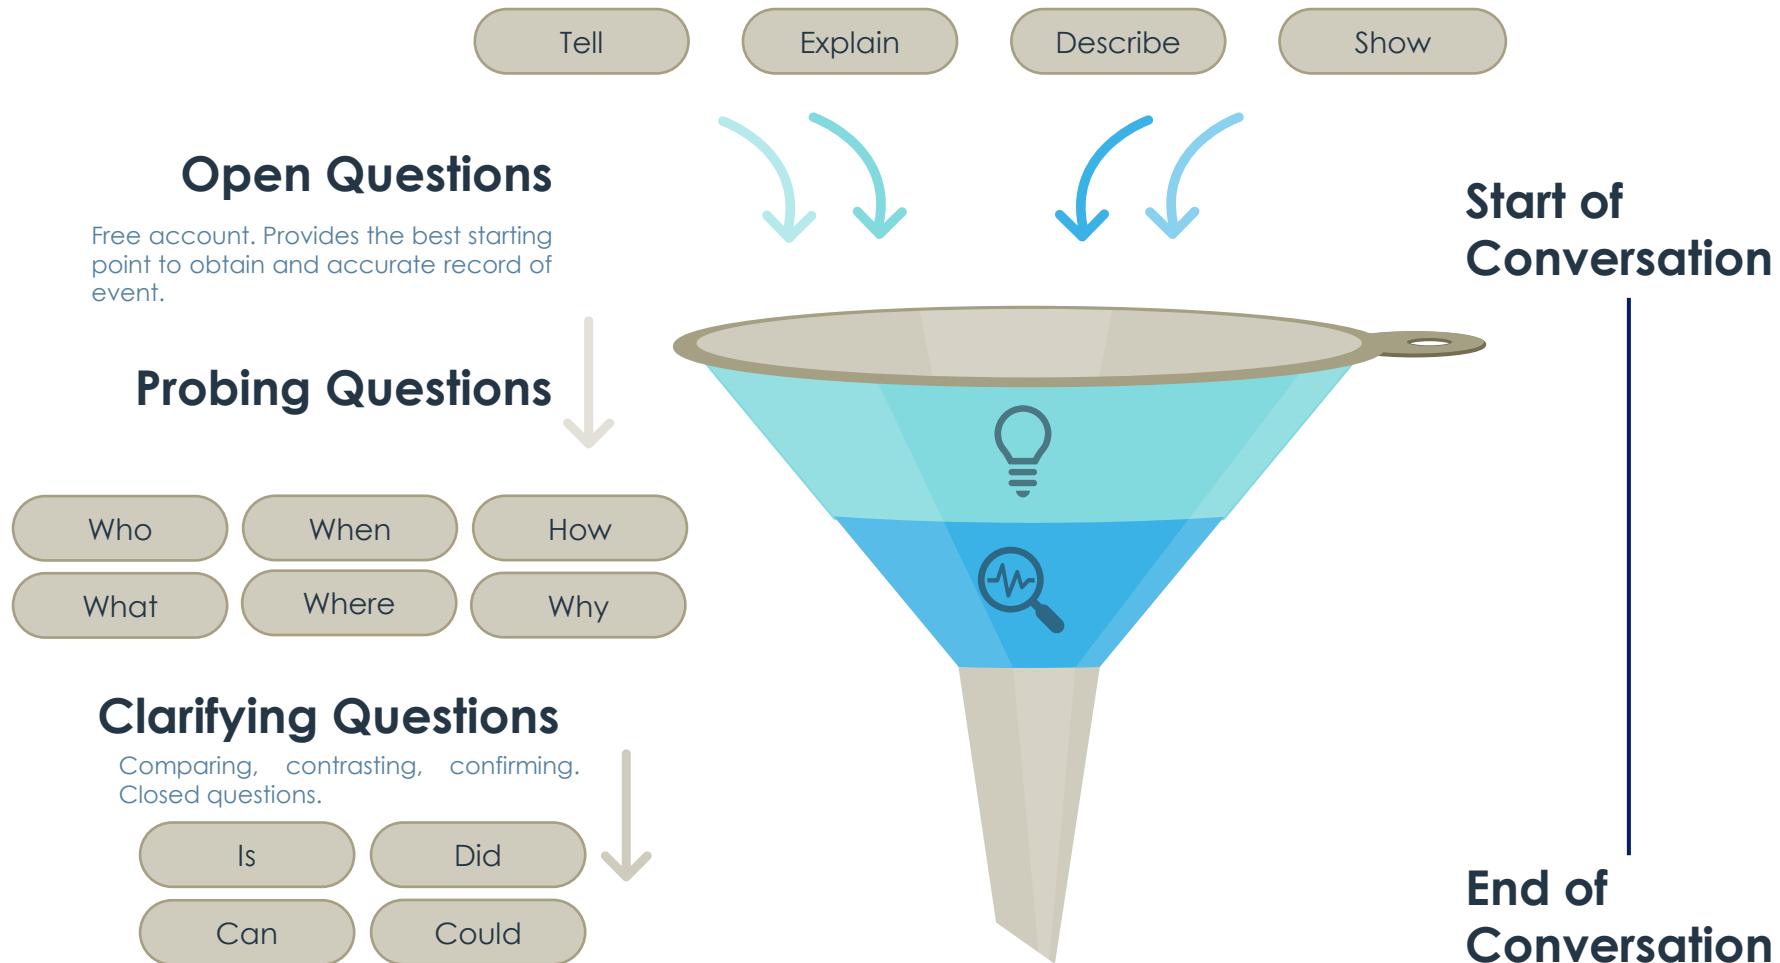 Tell
Explain
Describe
Show
Open Questions
Free account. Provides the best starting
point to obtain and accurate record of
event.
Start of
Conversation
Probing Questions
Who
When
How
What
Where
Why
Clarifying Questions
Comparing, contrasting, confirming.
Closed questions.
Is
Did
Can
Could
End of
Conversation